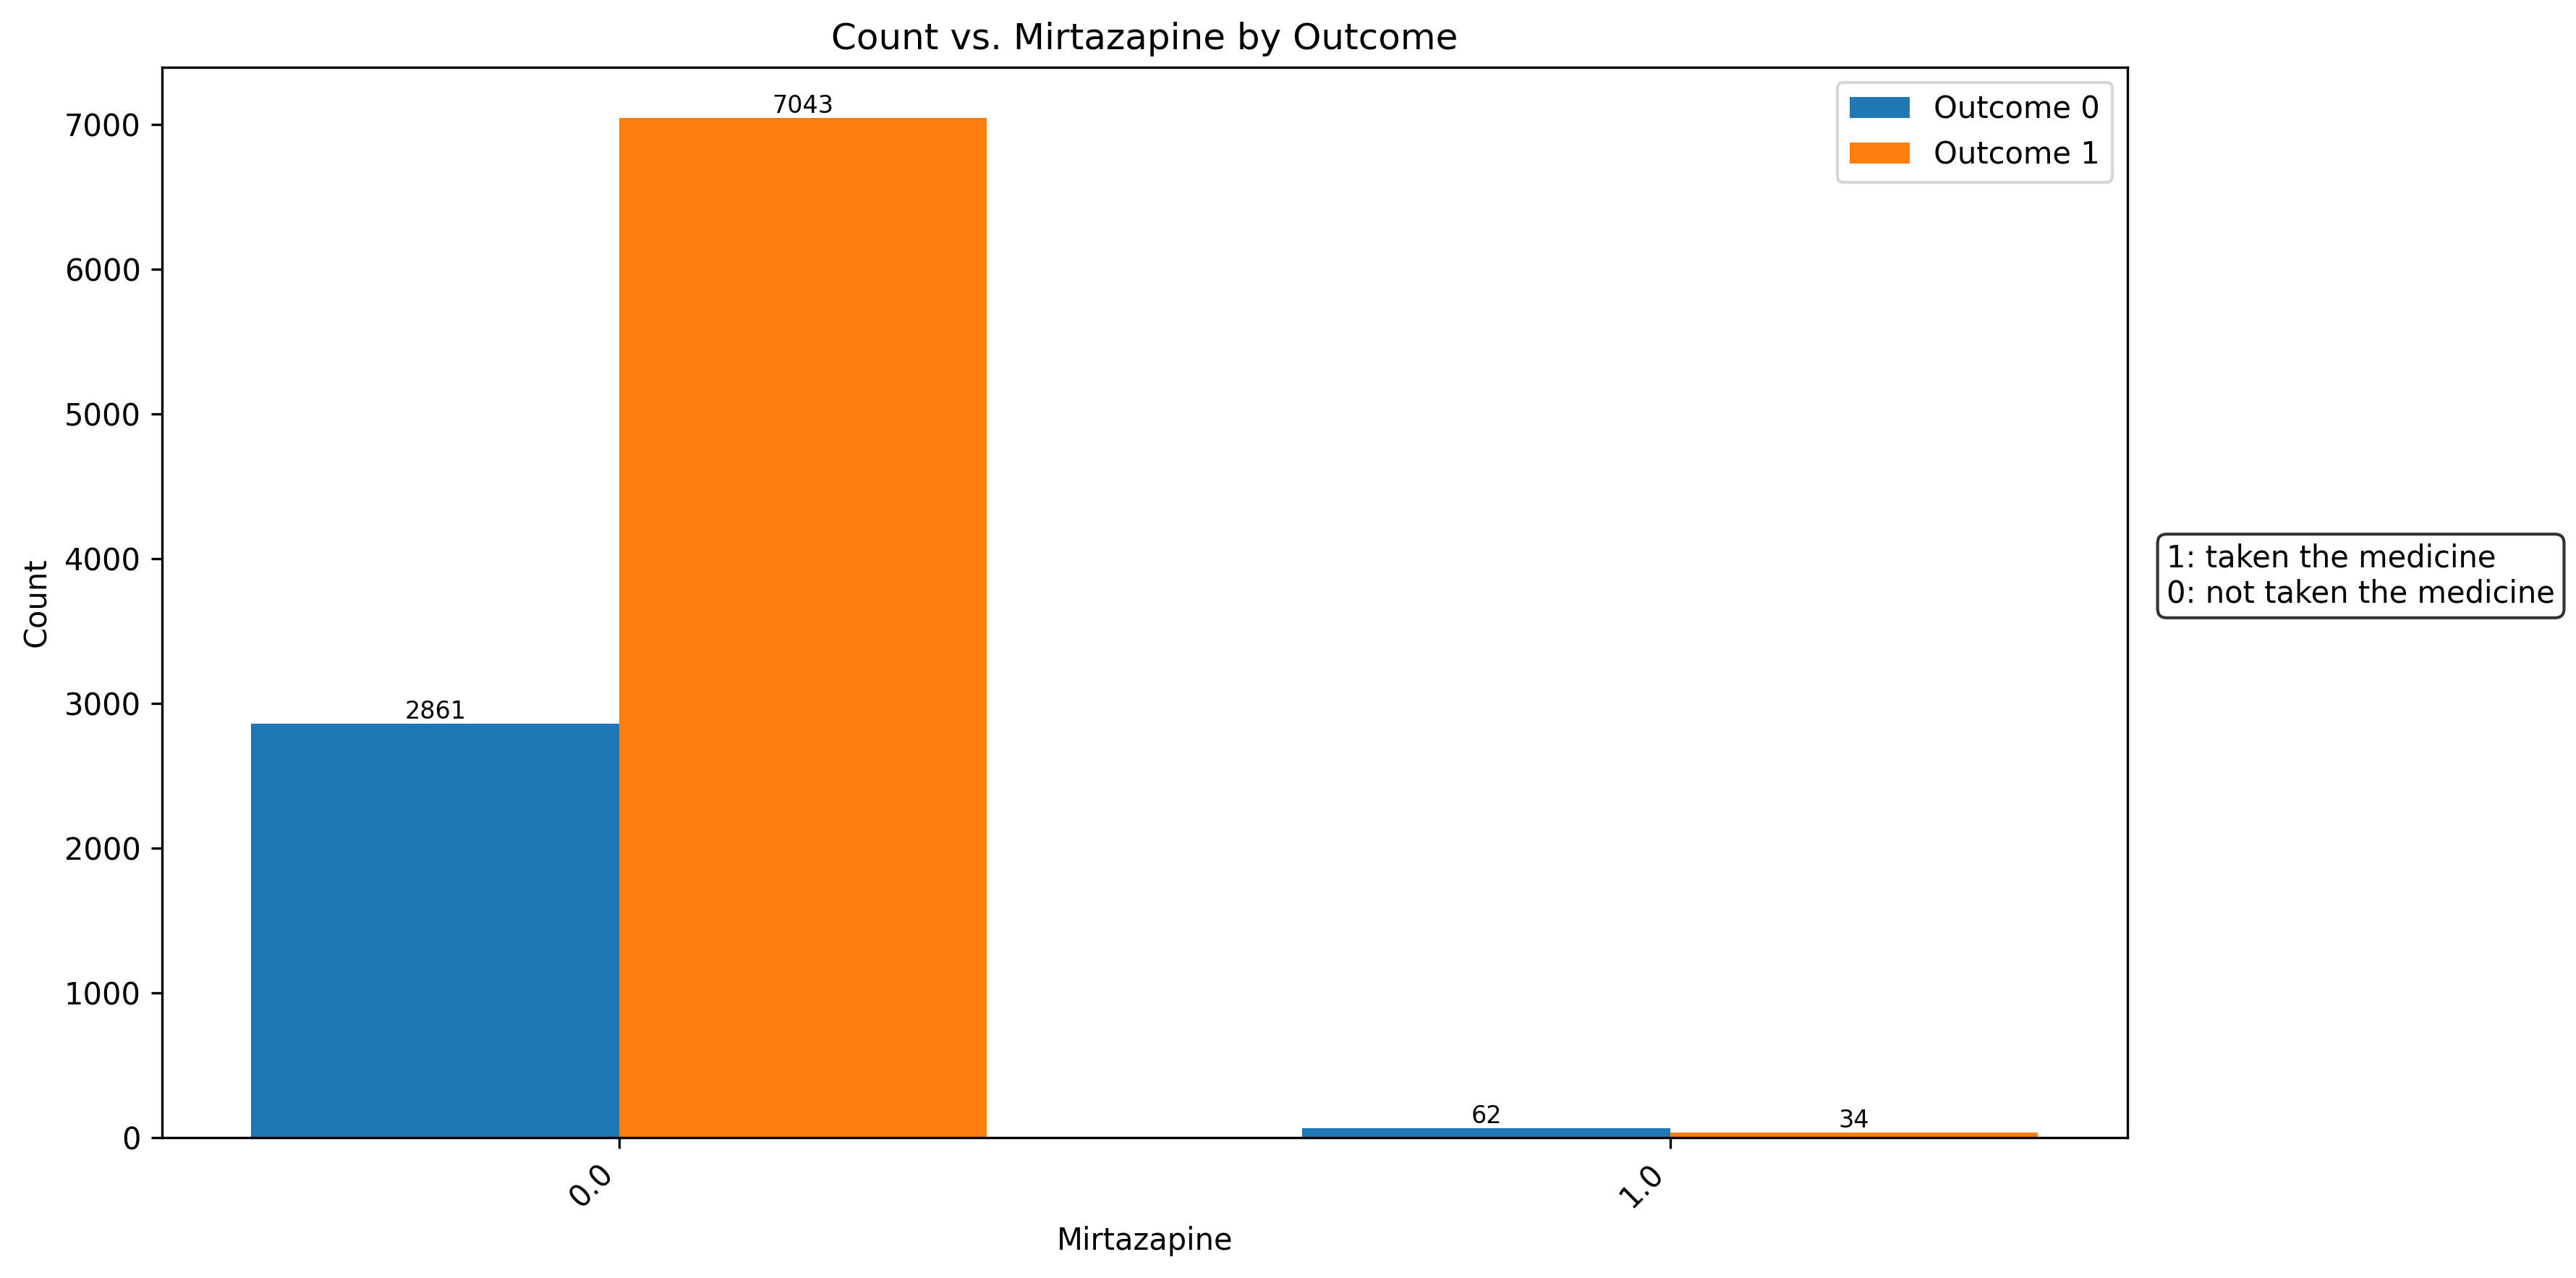 Count vs. Mirtazapine by Outcome
Outcome 0
Outcome 1
7043
7000
6000
5000
4000
3000
2000
1000
0
Count
2861
62
34
1: taken the medicine
0: not taken the medicine
0.0
1.0
Mirtazapine